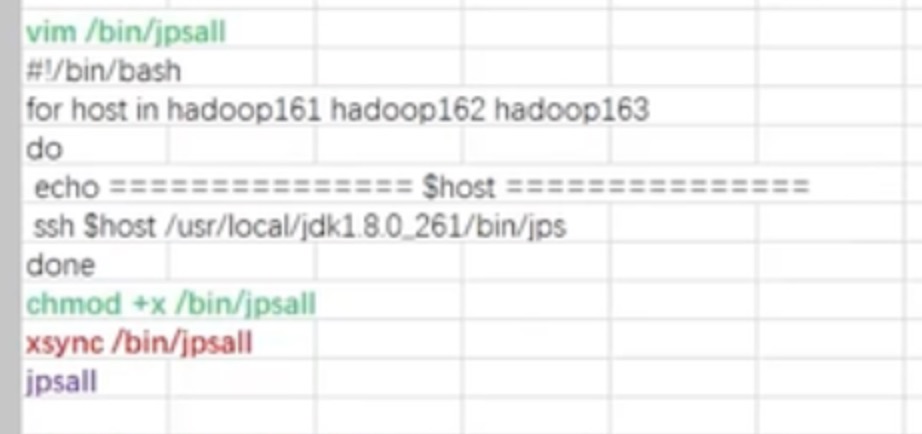 vim /bin/jpsall
#!/bin/bash
for host in hadoop161 hadoop162 hadoop163
do
 echo =============== $host ===============
 ssh $host /usr/local/jdk1.8.0_261/bin/jps
done
chmod +x /bin/jpsall
xsync /bin/jpsall
jpsall